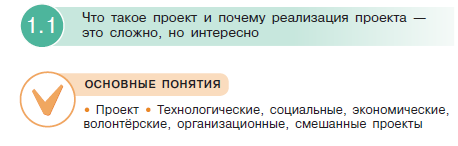 1.1 Что такое проект и почему реализация проекта —
это сложно, но интересно
ОСНОВНЫЕ ПОНЯТИЯ
• Проект • Технологические, социальные, экономические,
волонтёрские, организационные, смешанные проекты